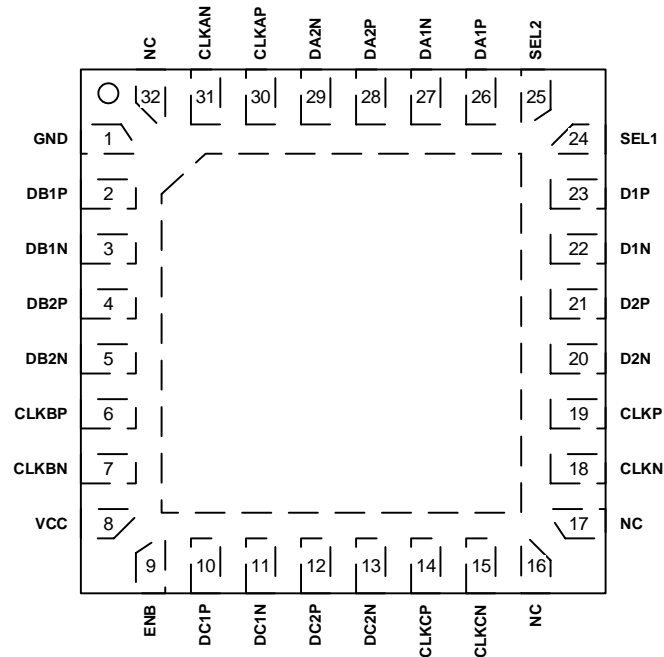 NC
CLKAN
CLKAP
DA2N
DA2P
DA1N
DA1P
SEL2
32
31
30
29
28
27
26
25
GND
1
24
SEL1
DB1P
2
23
D1P
DB1N
3
22
D1N
DB2P
4
21
D2P
DB2N
5
20
D2N
CLKBP
6
19
CLKP
CLKBN
7
18
CLKN
VCC
8
17
NC
9
10
11
12
13
14
15
16
ENB
DC1P
DC1N
DC2P
DC2N
CLKCP
CLKCN
NC